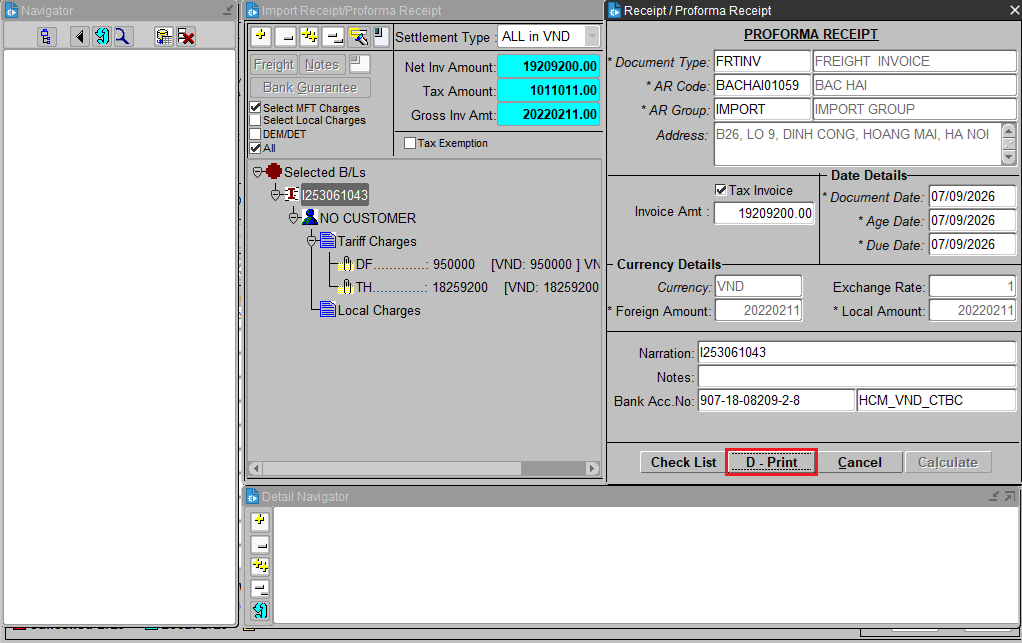 Navigator
Import Receipt/Proforma Receipt
Settlement Type : ALL in VND
Freight Notes
Bank Guarantee
Select MFT Charges
Select Local Charges
DEM/DET
All
Net Inv Amount: 19209200.00
Tax Amount: 1011011.00
Gross Inv Amt: 20220211.00
Tax Exemption
Selected B/Ls
I253061043
NO CUSTOMER
Tariff Charges
DF.............: 950000 [VND: 950000 ] VN
TH.............: 18259200 [VND: 18259200
Local Charges
Receipt / Proforma Receipt
PROFORMA RECEIPT
* Document Type: FRTINV FREIGHT INVOICE
* AR Code: BACHAI01059 BAC HAI
* AR Group: IMPORT IMPORT GROUP
Address: B26, LO 9, DINH CONG, HOANG MAI, HA NOI
Tax Invoice
Invoice Amt : 19209200.00
Date Details
* Document Date: 07/09/2026
* Age Date: 07/09/2026
* Due Date: 07/09/2026
Currency Details
Currency: VND Exchange Rate: 1
* Foreign Amount: 20220211 * Local Amount: 20220211
Narration: I253061043
Notes:
Bank Acc.No: 907-18-08209-2-8 HCM_VND_CTBC
Check List D - Print Cancel Calculate
Detail Navigator